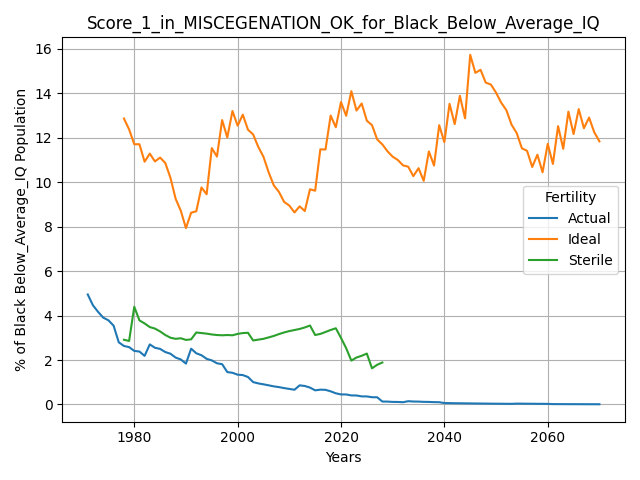 Score_1_in_MISCEGENATION_OK_for_Black_Below_Average_IQ
% of Black Below_Average_IQ Population
16
14
12
10
8
6
4
2
0
Fertility
Actual
Ideal
Sterile
1980
2000
2020
2040
2060
Years